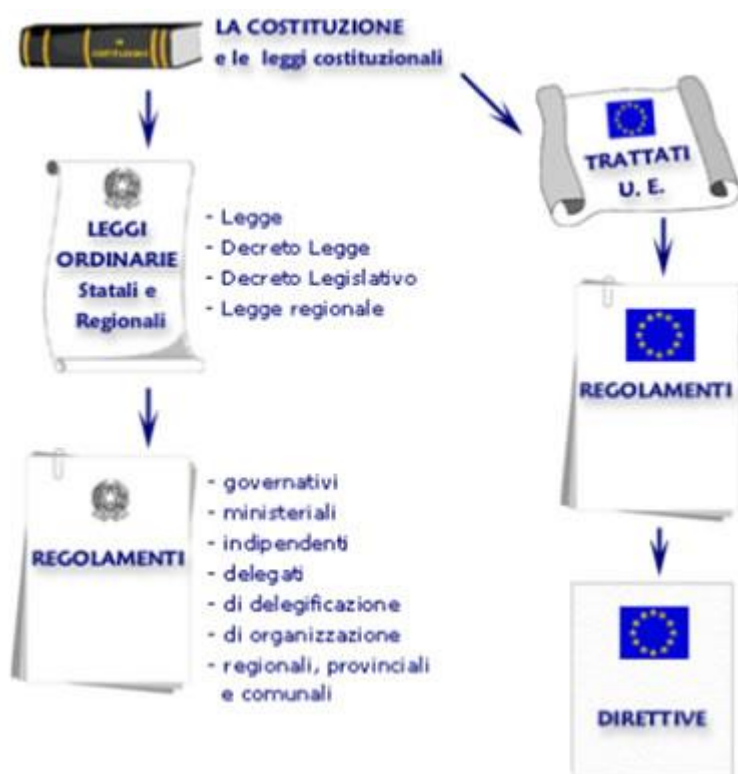 LA COSTITUZIONE
e le leggi costituzionali
TRATTATI
U. E.
LEGGI
ORDINARIE
Statali e
Regionali
- Legge
- Decreto Legge
- Decreto Legislativo
- Legge regionale
REGOLAMENTI
REGOLAMENTI
- governativi
- ministeriali
- indipendenti
- delegati
- di delegificazione
- di organizzazione
- regionali, provinciali
e comunali
DIRETTIVE